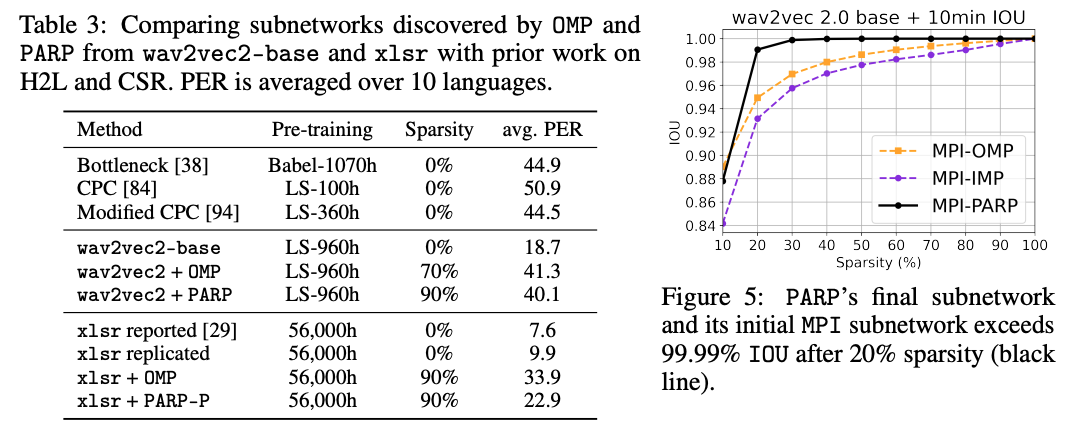 Table 3: Comparing subnetworks discovered by OMP and
PARP from wav2vec2-base and xlsr with prior work on
H2L and CSR. PER is averaged over 10 languages.
Method Pre-training Sparsity avg. PER
Bottleneck [38] Babel-1070h 0% 44.9
CPC [84] LS-100h 0% 50.9
Modified CPC [94] LS-360h 0% 44.5
wav2vec2-base LS-960h 0% 18.7
wav2vec2 + OMP LS-960h 70% 41.3
wav2vec2 + PARP LS-960h 90% 40.1
xlsr reported [29] 56,000h 0% 7.6
xlsr replicated 56,000h 0% 9.9
xlsr + OMP 56,000h 90% 33.9
xlsr + PARP-P 56,000h 90% 22.9
wav2vec 2.0 base + 10min IOU
1.00
0.98
0.96
0.94
0.92
0.90
0.88
0.86
0.84
IOU
MPI-OMP
MPI-IMP
MPI-PARP
10 20 30 40 50 60 70 80 90 100
Sparsity (%)
Figure 5: PARP's final subnetwork
and its initial MPI subnetwork exceeds
99.99% IOU after 20% sparsity (black
line).